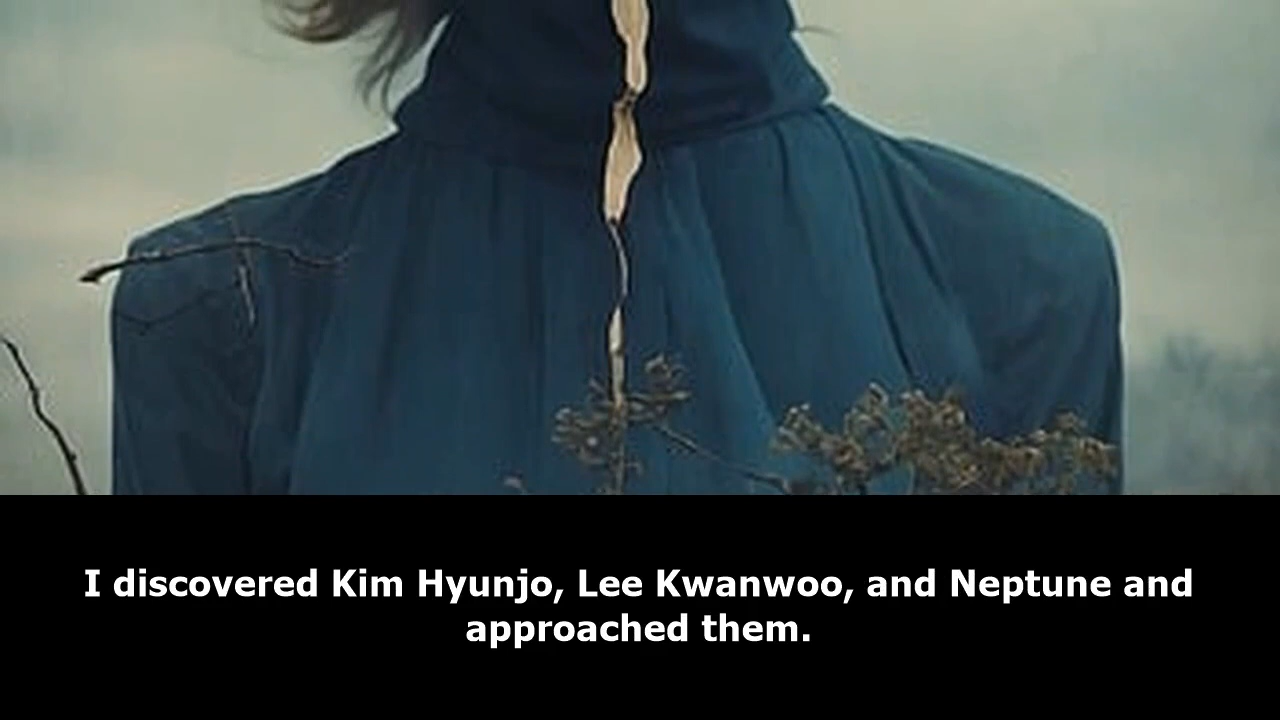 I discovered Kim Hyunjo, Lee Kwanwoo, and Neptune and
approached them.